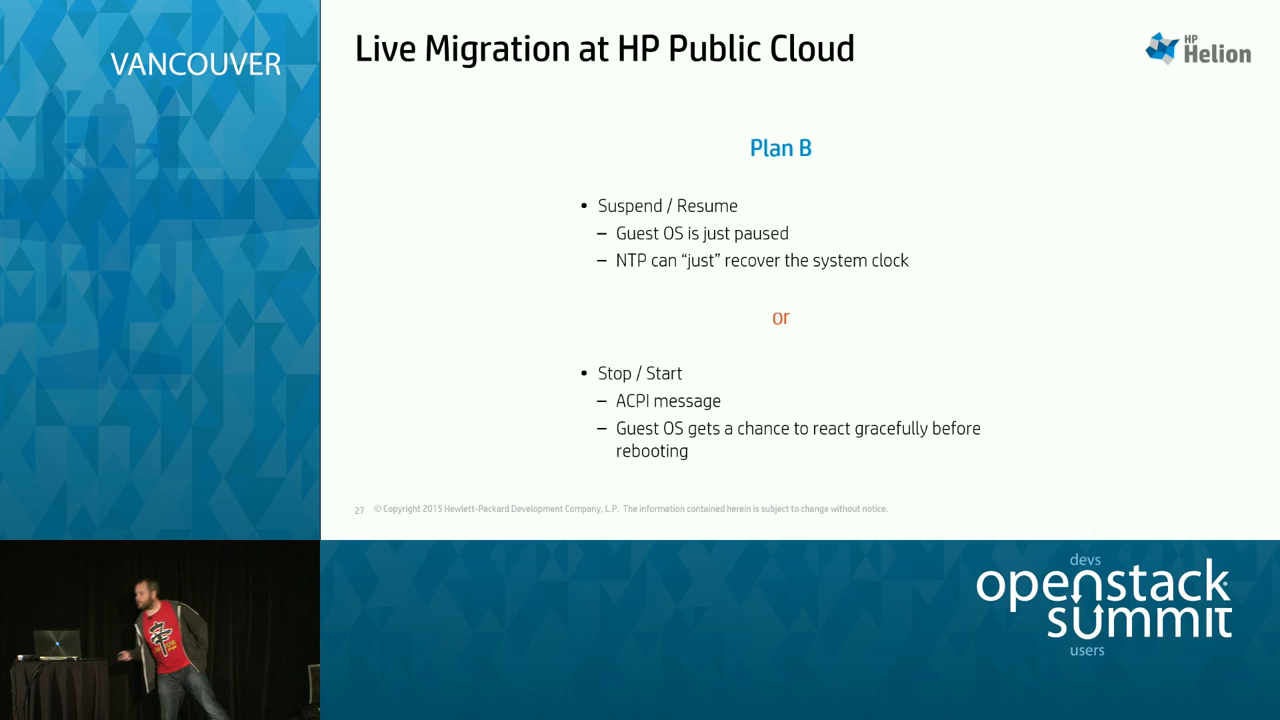 VANCOUVER
Live Migration at HP Public Cloud
HP
Helion
Plan B
• Suspend / Resume
– Guest OS is just paused
– NTP can “just” recover the system clock
or
• Stop / Start
– ACPI message
– Guest OS gets a chance to react gracefully before
rebooting
27 © Copyright 2015 Hewlett-Packard Development Company, L.P. The information contained herein is subject to change without notice.
devs
openstack
summit
users